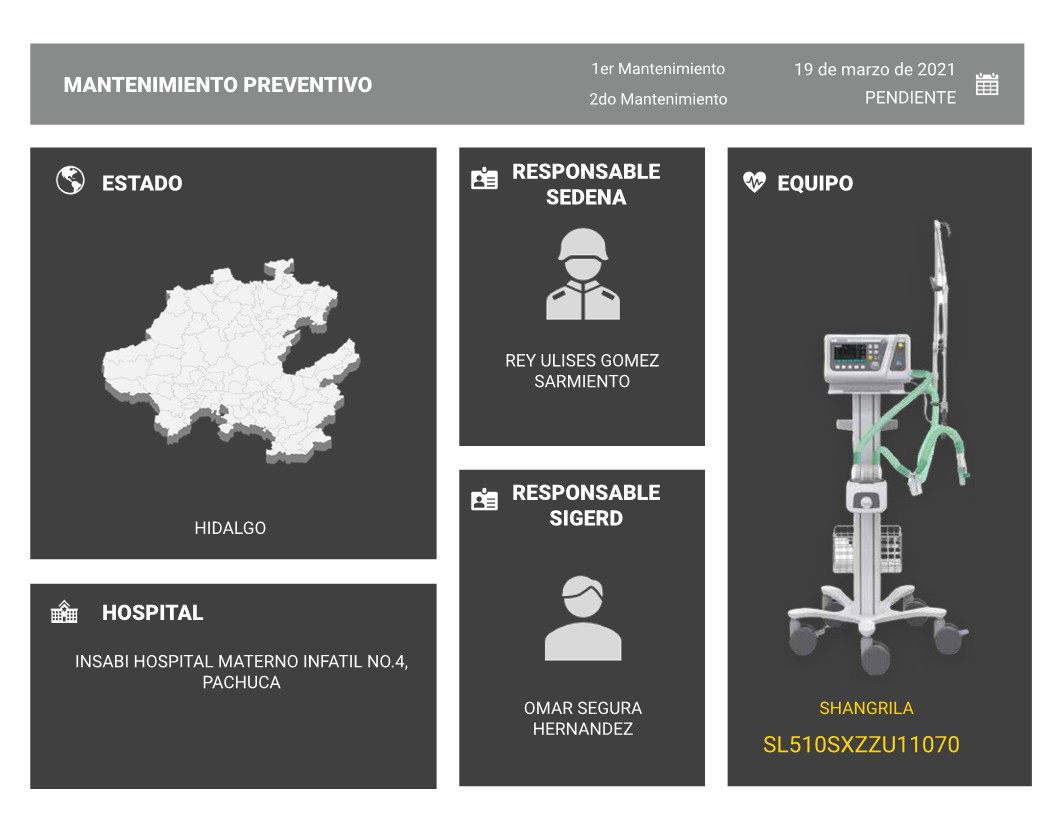 MANTENIMIENTO PREVENTIVO
1er Mantenimiento
19 de marzo de 2021
2do Mantenimiento
PENDIENTE
ESTADO
HIDALGO
HOSPITAL
INSABI HOSPITAL MATERNO INFATIL NO.4,
PACHUCA
RESPONSABLE
SEDENA
REY ULISES GOMEZ
SARMIENTO
RESPONSABLE
SIGERD
OMAR SEGURA
HERNANDEZ
EQUIPO
SHANGRILA
SL510SXZZU11070